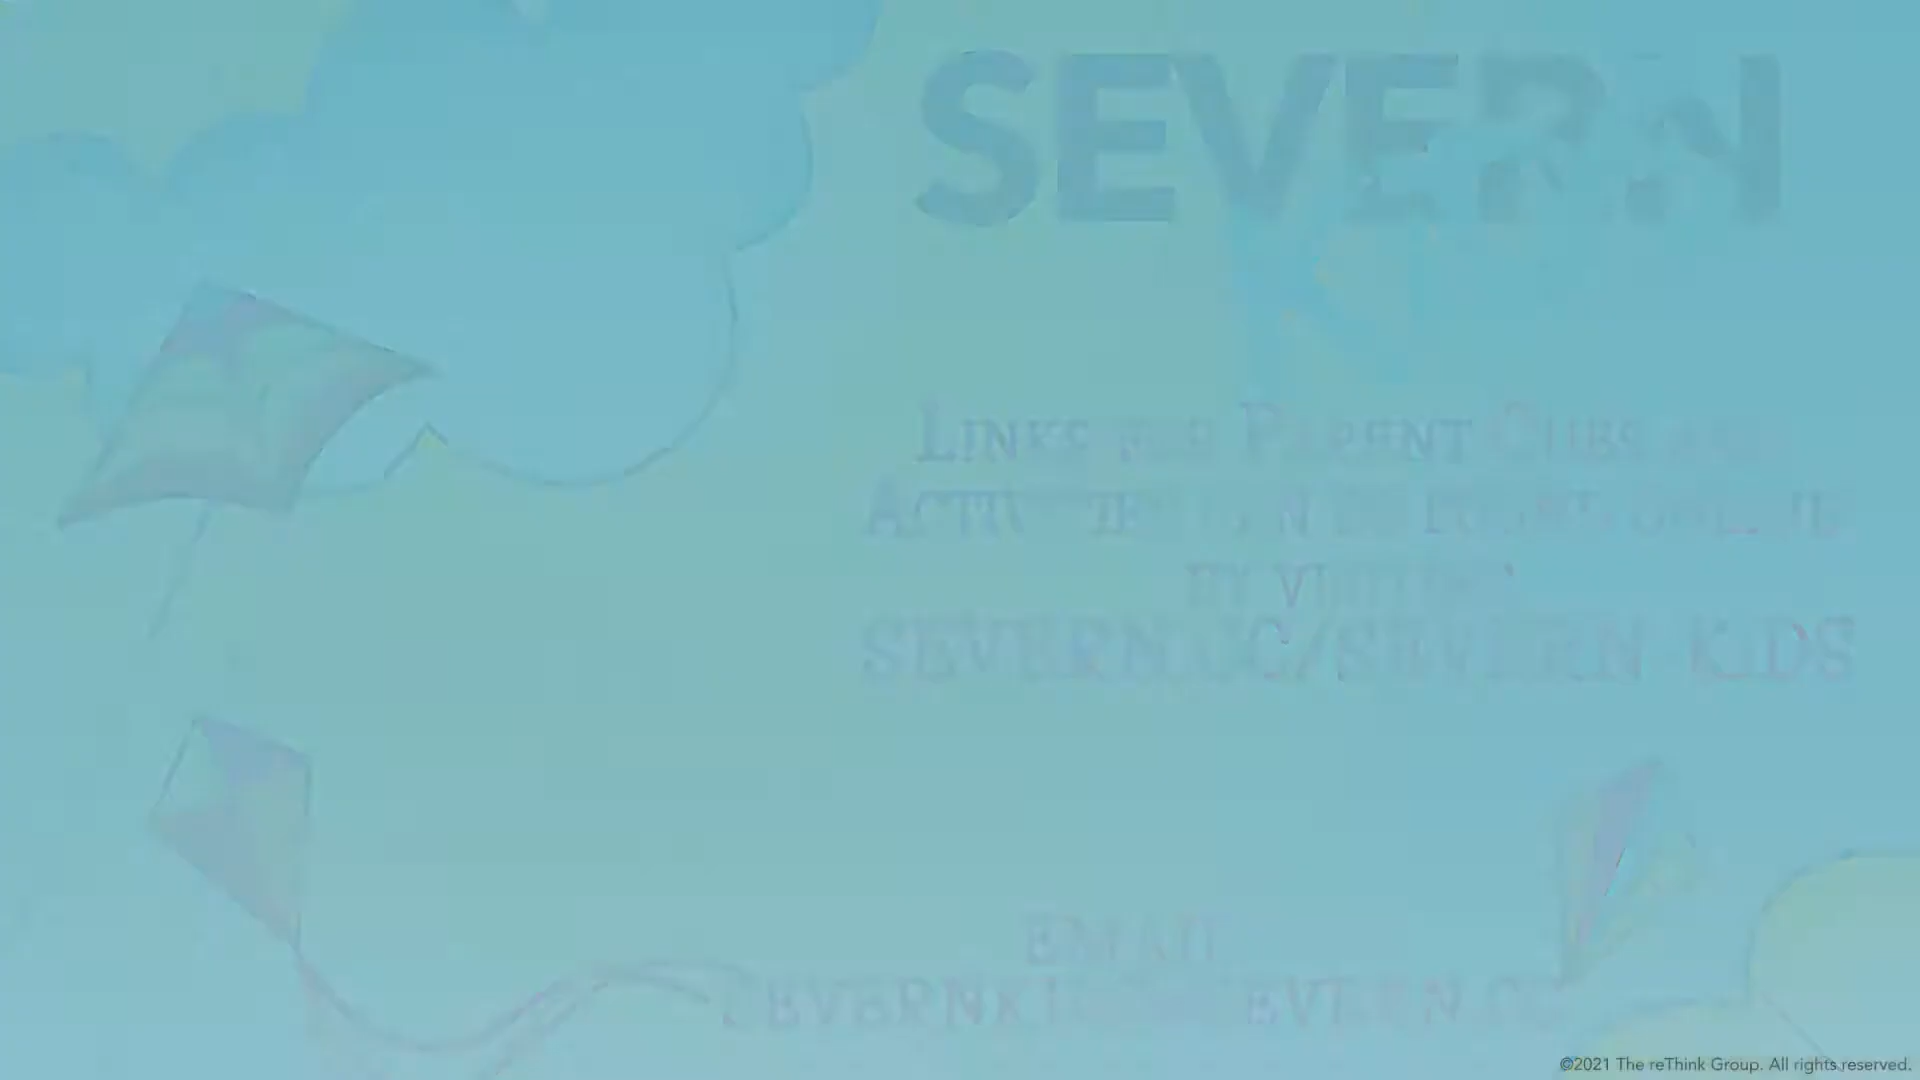 SEVERN
LINKS FOR PARENT CUES AND
ACTIVITIES CAN BE FOUND ONLINE
BY VISITING
SEVERN.CC/SEVERN-KIDS
EMAIL
©2021 The reThink Group. All rights reserved.